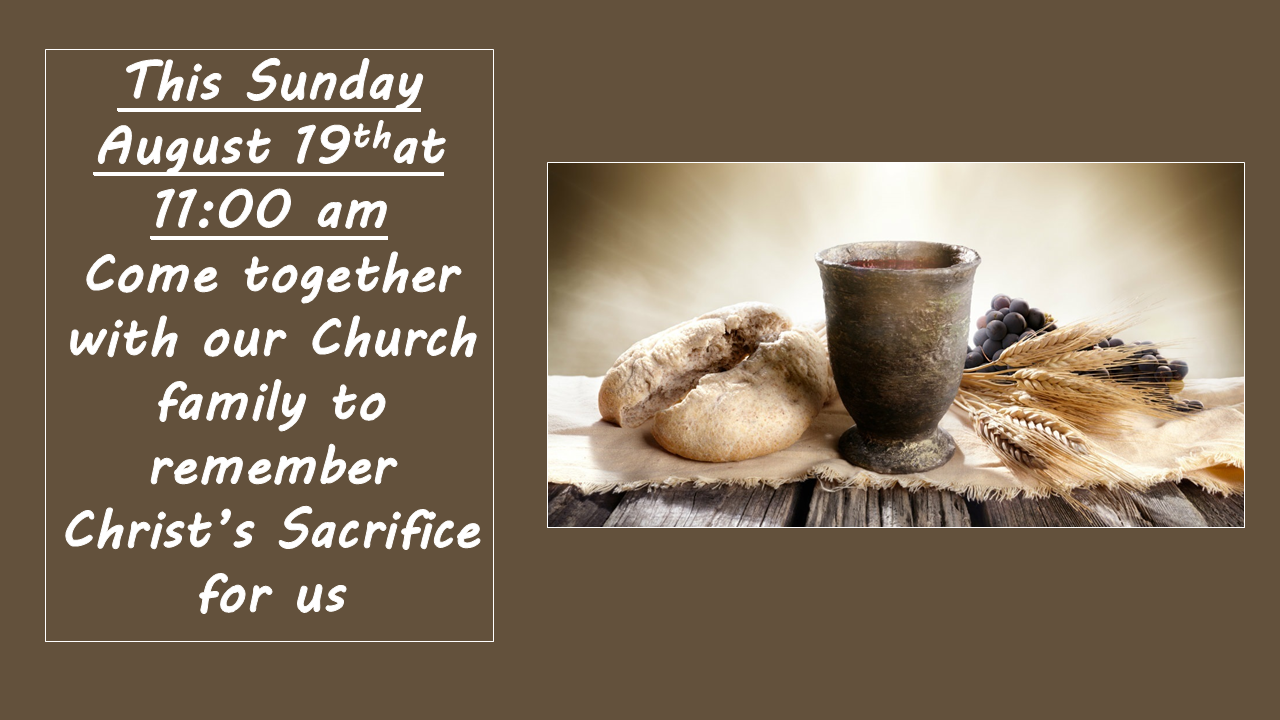 This Sunday
August 19that
11:00 am
Come together
with our Church
family to
remember
Christ’s Sacrifice
for us